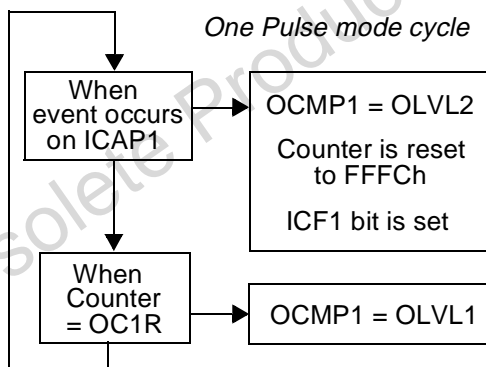 One Pulse mode cycle
When
event occurs
on ICAP1
OCMP1 = OLVL2
Counter is reset
to FFFCh
ICF1 bit is set
When
Counter
= OC1R
OCMP1 = OLVL1